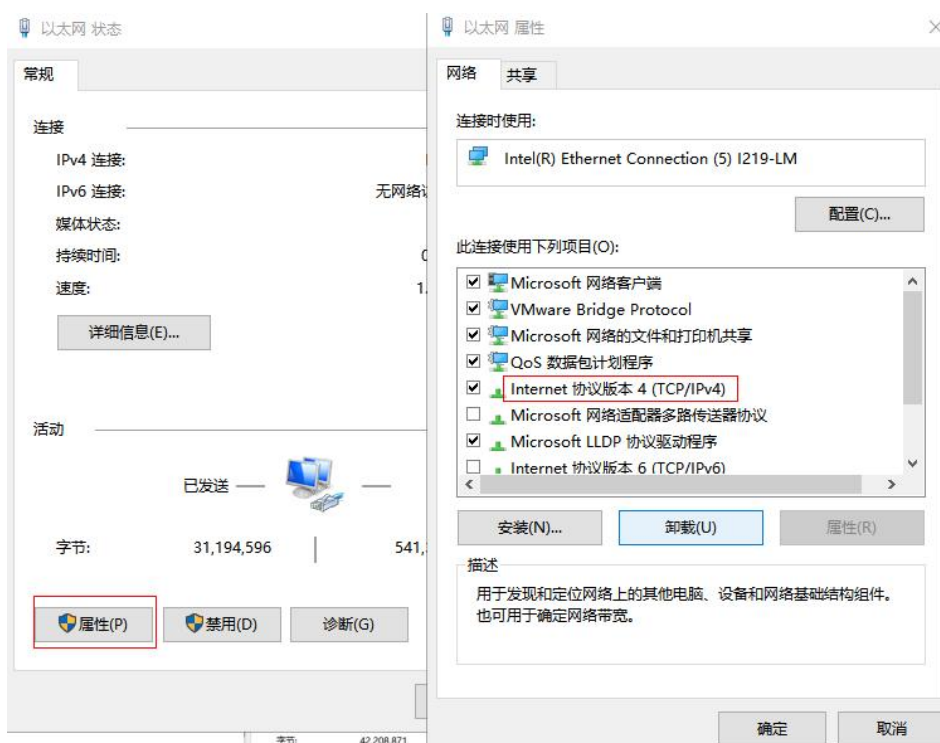 以太网 状态
常规
连接
IPv4 连接:
IPv6 连接:
无网络
媒体状态:
持续时间:
速度:
1.
详细信息(E)...
活动
已发送
字节:
31,194,596
541,
属性(P)
禁用(D)
诊断(G)
字节:
42,208,871
以太网 属性
网络
共享
连接时使用:
Intel(R) Ethernet Connection (5) I219-LM
配置(C)...
此连接使用下列项目(O):
Microsoft 网络客户端
VMware Bridge Protocol
Microsoft 网络的文件和打印机共享
QoS 数据包计划程序
Internet 协议版本 4 (TCP/IPv4)
Microsoft 网络适配器多路传送器协议
Microsoft LLDP 协议驱动程序
Internet 协议版本 6 (TCP/IPv6)
安装(N)...
卸载(U)
属性(R)
描述
用于发现和定位网络上的其他电脑、设备和网络基础结构组件。
也可用于确定网络带宽。
确定
取消